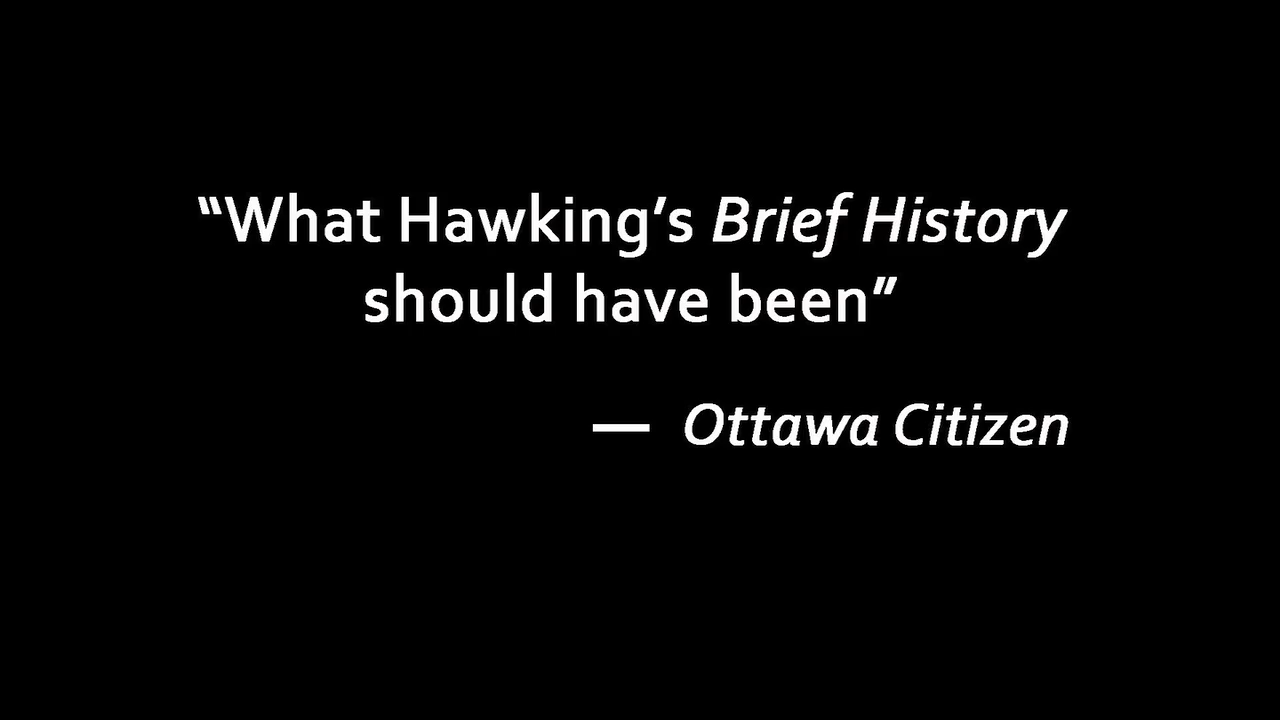 “What Hawking’s Brief History
should have been”
— Ottawa Citizen